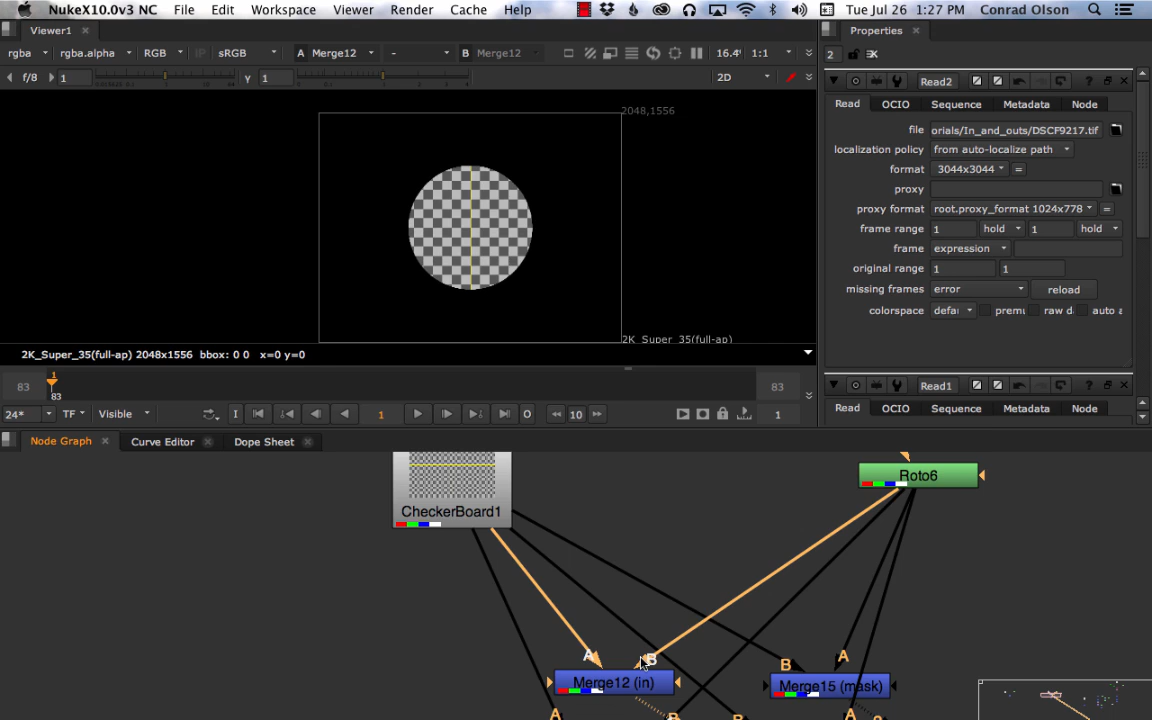 NukeX10.0v3 NC File Edit Workspace Viewer Render Cache Help Tue Jul 26 1:27 PM Conrad Olson
Viewer1
rgba rgba.alpha RGB IP sRGB A Merge12 - B Merge12 16.4 1:1
f/8 1 γ 1 2D
2048,1556
2K_Super_35(full-ap)
2K_Super_35(full-ap) 2048x1556 bbox: 0 0 x=0 y=0
83 1 83 83
24* TF Visible I 1 O 10 1
Properties
2
Read2
Read OCIO Sequence Metadata Node
file orials/In_and_outs/DSCF9217.tif
localization policy from auto-localize path
format 3044x3044 =
proxy
proxy format root.proxy_format 1024x778 =
frame range 1 hold 1 hold
frame expression
original range 1 1
missing frames error reload
colorspace defau premu raw d auto a
Read1
Read OCIO Sequence Metadata Node
Node Graph Curve Editor Dope Sheet
Roto6
CheckerBoard1
A B B A
Merge12 (in) Merge15 (mask)
A A